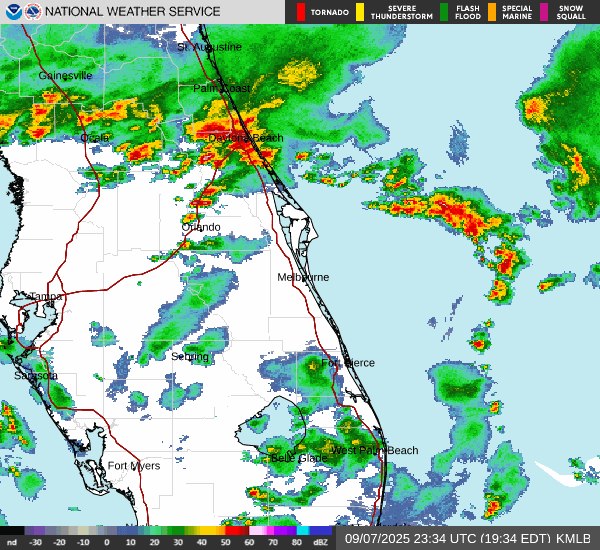 NATIONAL WEATHER SERVICE
TORNADO
SEVERE THUNDERSTORM
FLASH FLOOD
SPECIAL MARINE
SNOW SQUALL
St. Augustine
Gainesville
Palm Coast
Ocala
Daytona Beach
Orlando
Melbourne
Tampa
Sebring
Fort Pierce
Sarasota
West Palm Beach
Belle Glade
Fort Myers
nd -30 -20 -10 0 10 20 30 40 50 60 70 80 dBZ
09/07/2025 23:34 UTC (19:34 EDT) KMLB